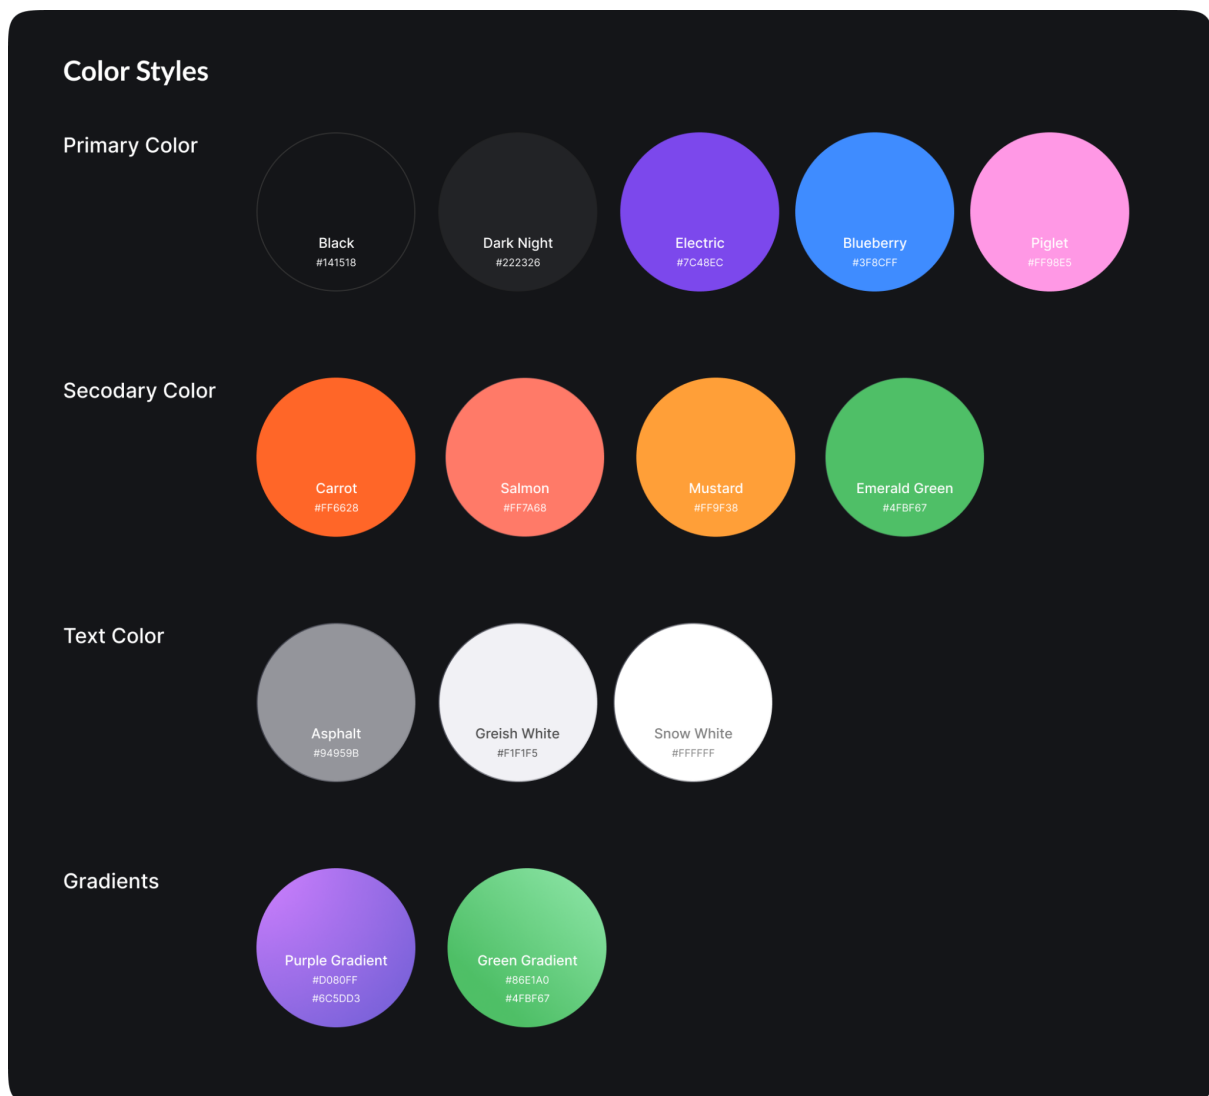 Color Styles
Primary Color
Black
#141518
Dark Night
#222326
Electric
#7C48EC
Blueberry
#3F8CFF
Piglet
#FF98E5
Secodary Color
Carrot
#FF6628
Salmon
#FF7A68
Mustard
#FF9F38
Emerald Green
#4FBF67
Text Color
Asphalt
#94959B
Greish White
#F1F1F5
Snow White
#FFFFFF
Gradients
Purple Gradient
#D080FF
#6C5DD3
Green Gradient
#86E1A0
#4FBF67